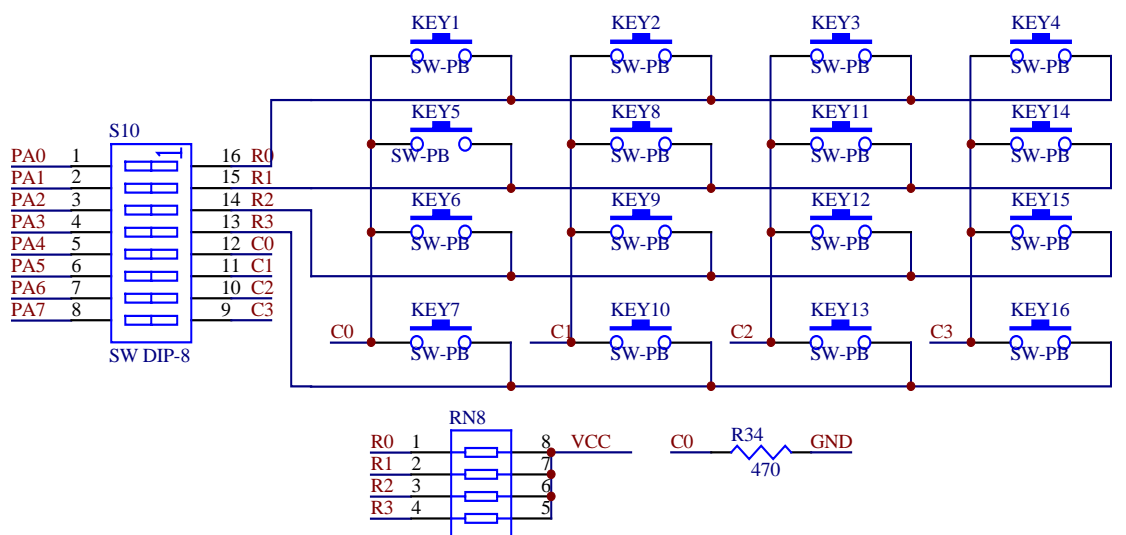 KEY1 KEY2 KEY3 KEY4
SW-PB SW-PB SW-PB SW-PB
KEY5 KEY8 KEY11 KEY14
S10
1
PA0 1 16 R0 SW-PB SW-PB SW-PB SW-PB
PA1 2 15 R1
PA2 3 14 R2 KEY6 KEY9 KEY12 KEY15
PA3 4 13 R3
PA4 5 12 C0 SW-PB SW-PB SW-PB SW-PB
PA5 6 11 C1
PA6 7 10 C2
PA7 8 9 C3 KEY7 KEY10 KEY13 KEY16
C0 C1 C2 C3
SW DIP-8 SW-PB SW-PB SW-PB SW-PB
RN8
R0 1 8 VCC C0 R34 GND
R1 2 7 470
R2 3 6
R3 4 5